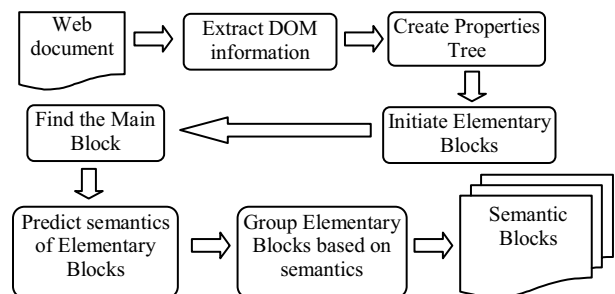 Web
document
Extract DOM
information
Create Properties
Tree
Find the Main
Block
Initiate Elementary
Blocks
Predict semantics
of Elementary
Blocks
Group Elementary
Blocks based on
semantics
Semantic
Blocks